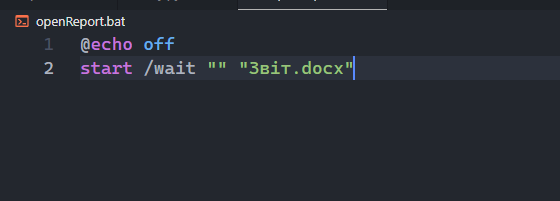 openReport.bat
1 @echo off
2 start /wait "" "Звіт.docx"